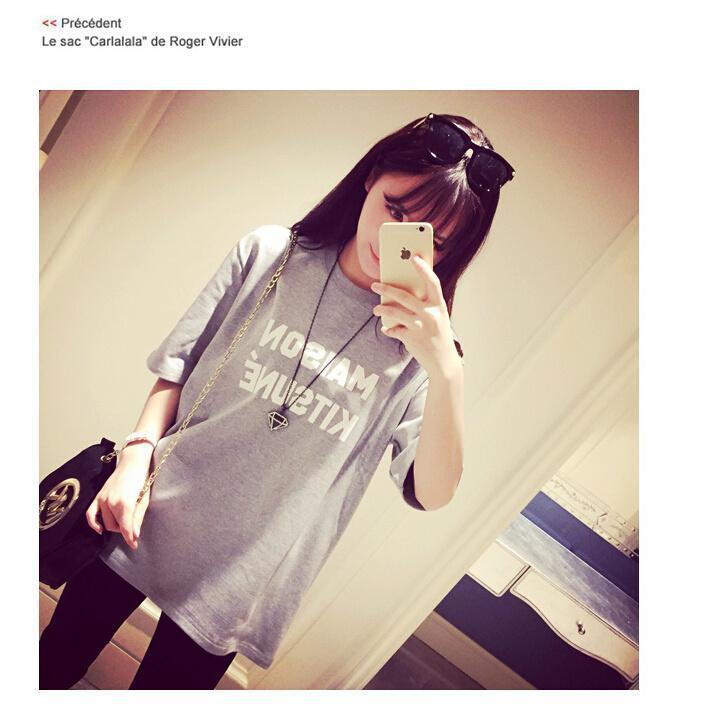 << Précédent
Le sac "Carlalala" de Roger Vivier
MAISON
KITSUNÉ